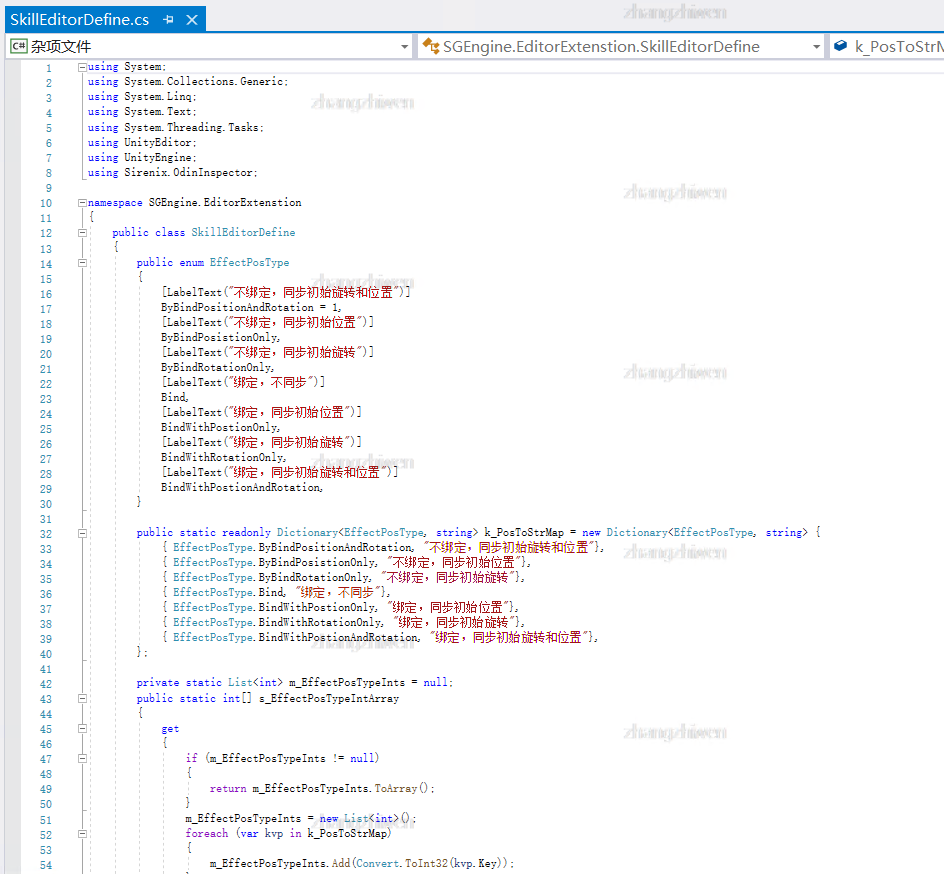 zhangzhiwen
SkillEditorDefine.cs
C# 杂项文件
SGEngine.EditorExtenstion.SkillEditorDefine
k_PosToStrM
1 using System;
2 using System.Collections.Generic;
3 using System.Linq;
zhangzhiwen
4 using System.Text;
5 using System.Threading.Tasks;
6 using UnityEditor;
7 using UnityEngine;
8 using Sirenix.OdinInspector;
9
zhangzhiwen
10 namespace SGEngine.EditorExtenstion
11 {
12 public class SkillEditorDefine
13 {
14 public enum EffectPosType
15 {
zhangzhiwen
16 [LabelText("不绑定，同步初始旋转和位置")]
17 ByBindPositionAndRotation = 1,
18 [LabelText("不绑定，同步初始位置")]
19 ByBindPosistionOnly,
20 [LabelText("不绑定，同步初始旋转")]
21 ByBindRotationOnly,
zhangzhiwen
22 [LabelText("绑定，不同步")]
23 Bind,
24 [LabelText("绑定，同步初始位置")]
25 BindWithPostionOnly,
26 [LabelText("绑定，同步初始旋转")]
27 BindWithRotationOnly,
zhangzhiwen
28 [LabelText("绑定，同步初始旋转和位置")]
29 BindWithPostionAndRotation,
30 }
31
32 public static readonly Dictionary<EffectPosType, string> k_PosToStrMap = new Dictionary<EffectPosType, string> {
33 { EffectPosType.ByBindPositionAndRotation, "不绑定，同步初始旋转和位置"},
zhangzhiwen
34 { EffectPosType.ByBindPosistionOnly, "不绑定，同步初始位置"},
35 { EffectPosType.ByBindRotationOnly, "不绑定，同步初始旋转"},
36 { EffectPosType.Bind, "绑定，不同步"},
37 { EffectPosType.BindWithPostionOnly, "绑定，同步初始位置"},
38 { EffectPosType.BindWithRotationOnly, "绑定，同步初始旋转"},
39 { EffectPosType.BindWithPostionAndRotation, "绑定，同步初始旋转和位置"},
zhangzhiwen
40 };
41
42 private static List<int> m_EffectPosTypeInts = null;
43 public static int[] s_EffectPosTypeIntArray
44 {
45 get
zhangzhiwen
46 {
47 if (m_EffectPosTypeInts != null)
48 {
49 return m_EffectPosTypeInts.ToArray();
50 }
51 m_EffectPosTypeInts = new List<int>();
zhangzhiwen
52 foreach (var kvp in k_PosToStrMap)
53 {
54 m_EffectPosTypeInts.Add(Convert.ToInt32(kvp.Key));